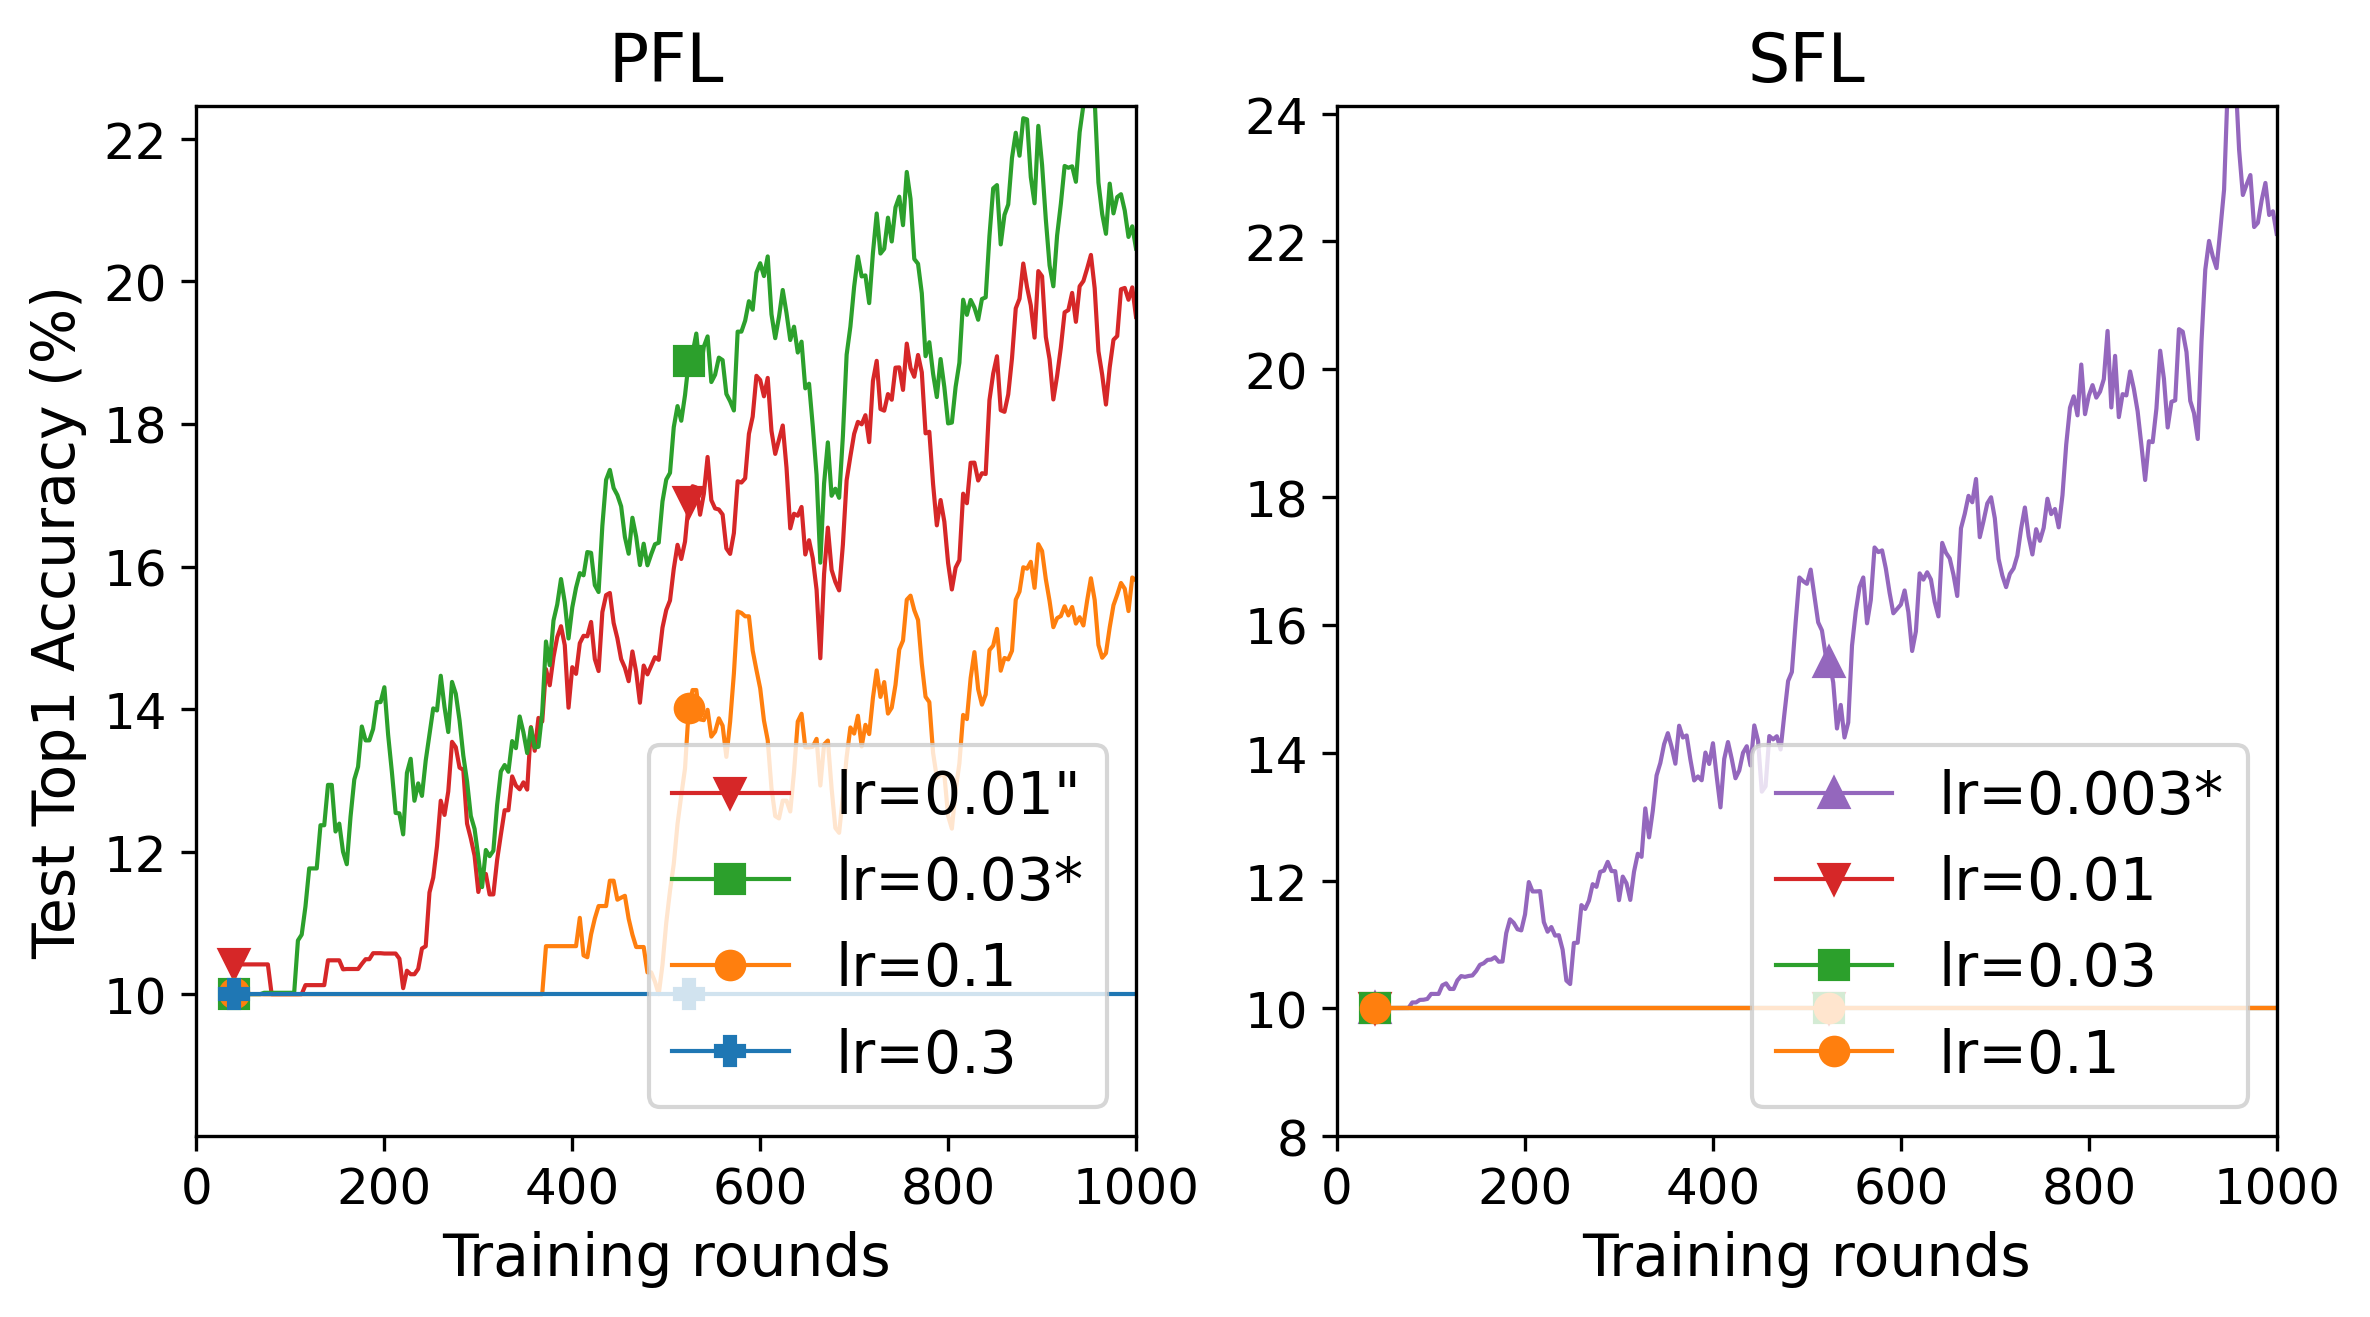 PFL
Test Top1 Accuracy (%)
22
20
18
16
14
12
10
0 200 400 600 800 1000
Training rounds
lr=0.01"
lr=0.03*
lr=0.1
lr=0.3
SFL
24
22
20
18
16
14
12
10
8
0 200 400 600 800 1000
Training rounds
lr=0.003*
lr=0.01
lr=0.03
lr=0.1